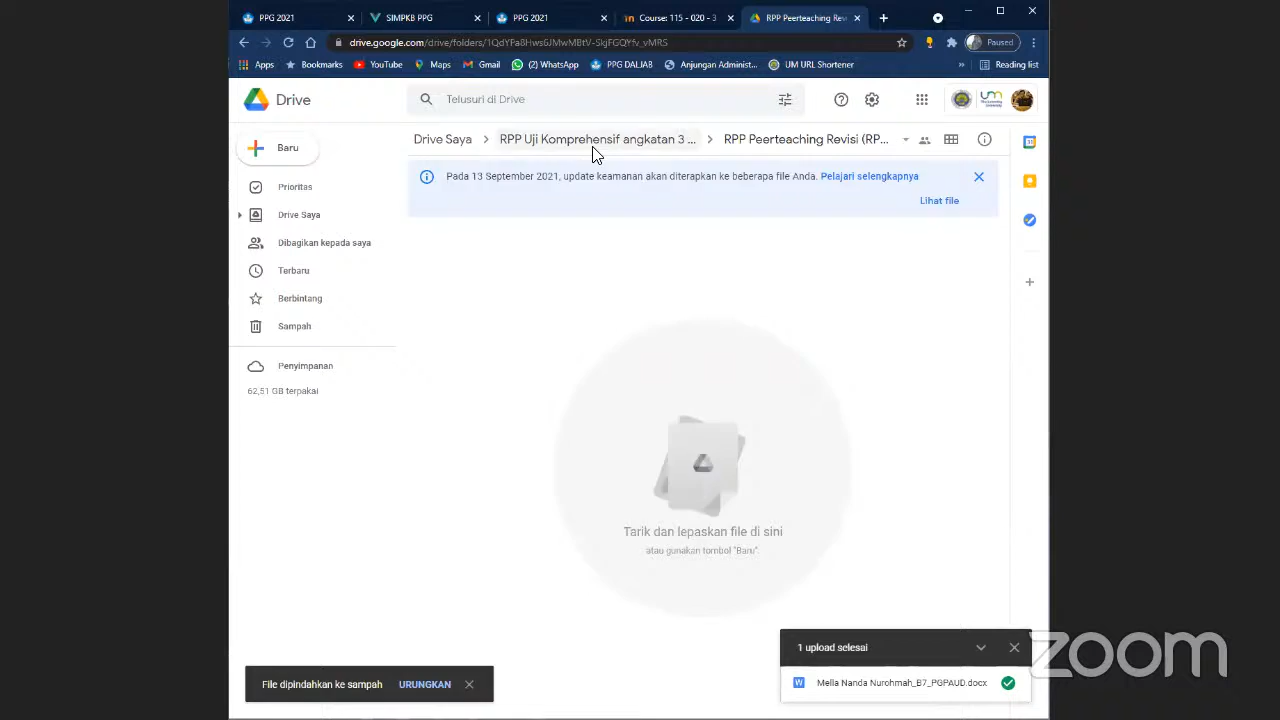 PPG 2021
SIMPKB PPG
PPG 2021
Course: 115 - 020 - 3
RPP Peerteaching Revi
drive.google.com/drive/folders/
Paused
Apps
Bookmarks
YouTube
Maps
Gmail
(2) WhatsApp
PPG DALJAB
Anjungan Administ...
UM URL Shortener
»
Reading list
Drive
Telusuri di Drive
Baru
Drive Saya
RPP Uji Komprehensif angkatan 3 ...
RPP Peerteaching Revisi (RP...
Pada 13 September 2021, update keamanan akan diterapkan ke beberapa file Anda. Pelajari selengkapnya
Lihat file
Prioritas
Drive Saya
Dibagikan kepada saya
Terbaru
Berbintang
Sampah
Penyimpanan
62,51 GB terpakai
Tarik dan lepaskan file di sini
atau gunakan tombol "Baru".
1 upload selesai
Mella Nanda Nurohmah_B7_PGPAUD.docx
File dipindahkan ke sampah
URUNGKAN
zoom